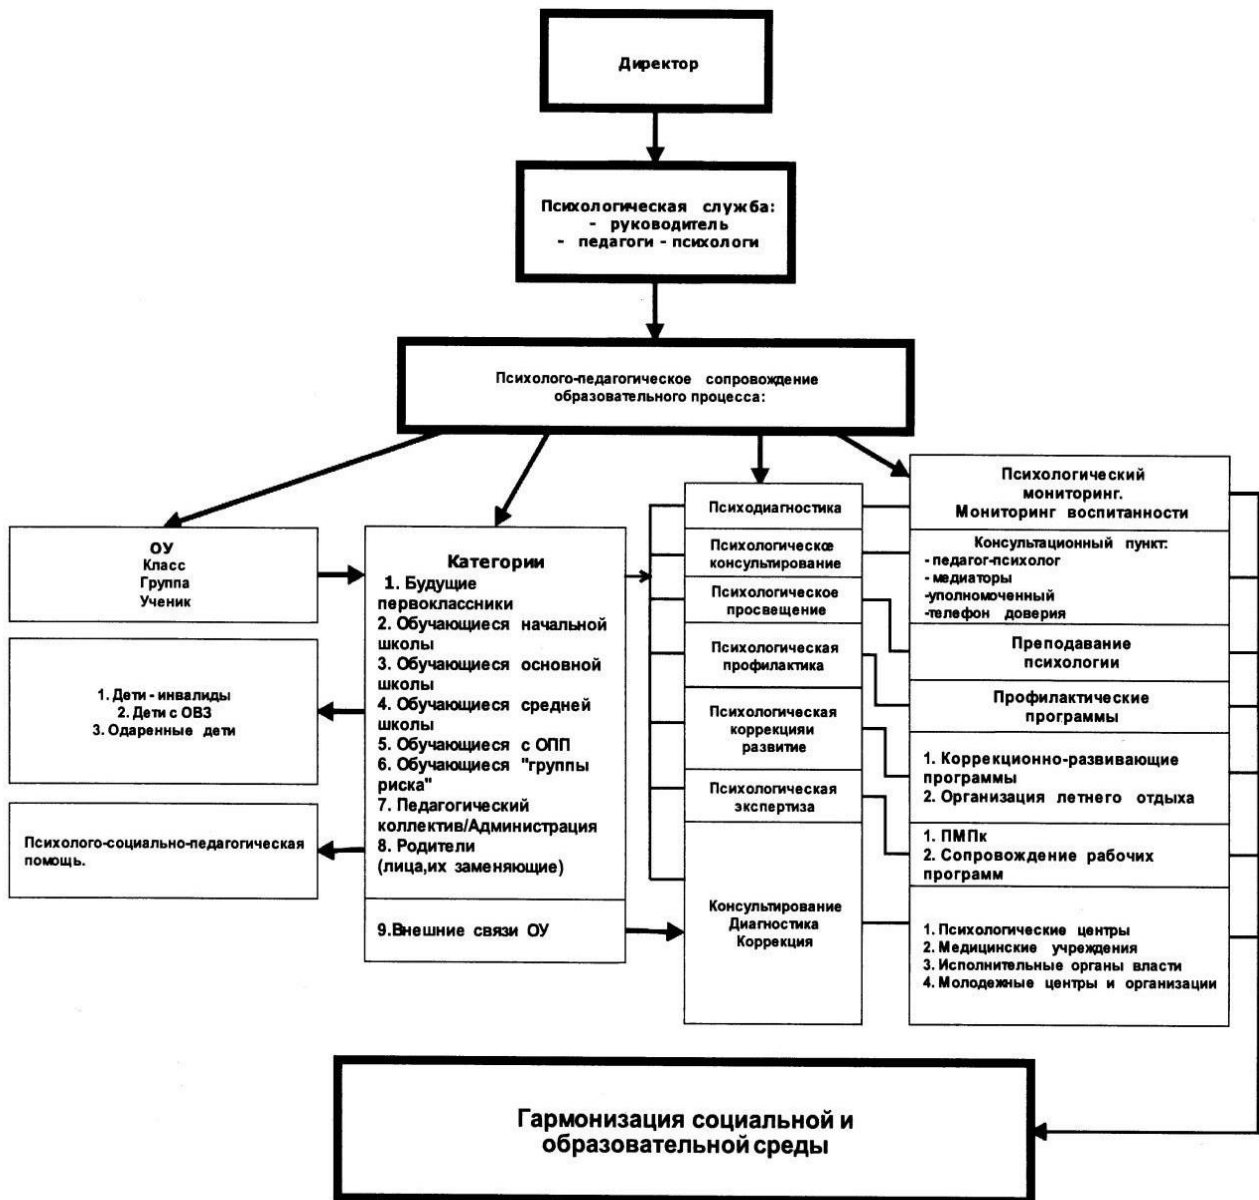 Директор
Психологическая служба:
- руководитель
- педагоги - психологи
Психолого-педагогическое сопровождение
образовательного процесса:
ОУ
Класс
Группа
Ученик
1. Дети - инвалиды
2. Дети с ОВЗ
3. Одаренные дети
Психолого-социально-педагогическая
помощь.
Категории
1. Будущие
первоклассники
2. Обучающиеся начальной
школы
3. Обучающиеся основной
школы
4. Обучающиеся средней
школы
5. Обучающиеся с ОПП
6. Обучающиеся "группы
риска"
7. Педагогический
коллектив/Администрация
8. Родители
(лица,их заменяющие)
9.Внешние связи ОУ
Психодиагностика
Психологическое
консультирование
Психологическое
просвещение
Психологическая
профилактика
Психологическая
коррекцияи
развитие
Психологическая
экспертиза
Консультирование
Диагностика
Коррекция
Психологический
мониторинг.
Мониторинг воспитанности
Консультационный пункт:
- педагог-психолог
- медиаторы
-уполномоченный
-телефон доверия
Преподавание
психологии
Профилактические
программы
1. Коррекционно-развивающие
программы
2. Организация летнего отдыха
1. ПМПк
2. Сопровождение рабочих
программ
1. Психологические центры
2. Медицинские учреждения
3. Исполнительные органы власти
4. Молодежные центры и организации
Гармонизация социальной и
образовательной среды